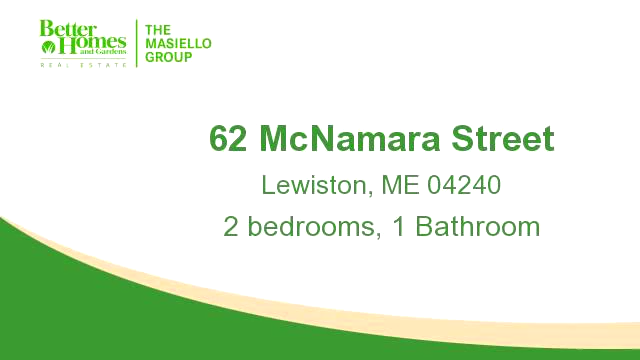 Better
Homes
and Gardens
REAL ESTATE
THE
MASIELLO
GROUP
62 McNamara Street
Lewiston, ME 04240
2 bedrooms, 1 Bathroom